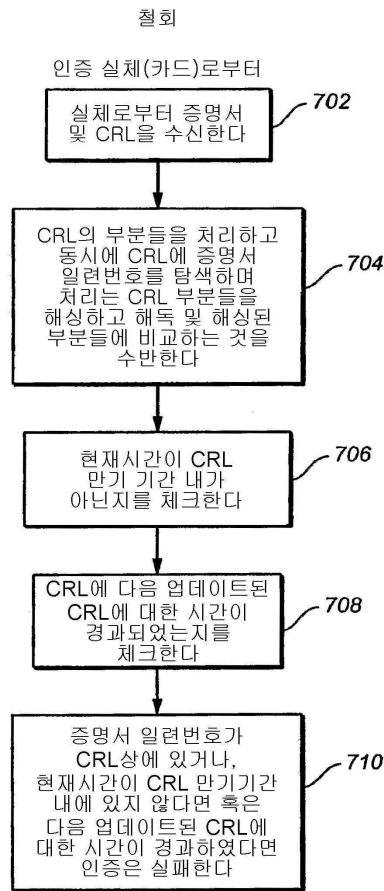 철회
인증 실체(카드)로부터
실체로부터 증명서
및 CRL을 수신한다
702
CRL의 부분들을 처리하고
동시에 CRL에 증명서
일련번호를 탐색하며
처리는 CRL 부분들을
해싱하고 해독 및 해싱된
부분들에 비교하는 것을
수반한다
704
현재시간이 CRL
만기 기간 내가
아닌지를 체크한다
706
CRL에 다음 업데이트된
CRL에 대한 시간이
경과되었는지를
체크한다
708
증명서 일련번호가
CRL상에 있거나,
현재시간이 CRL 만기기간
내에 있지 않다면 혹은
다음 업데이트된 CRL에
대한 시간이 경과하였다면
인증은 실패한다
710